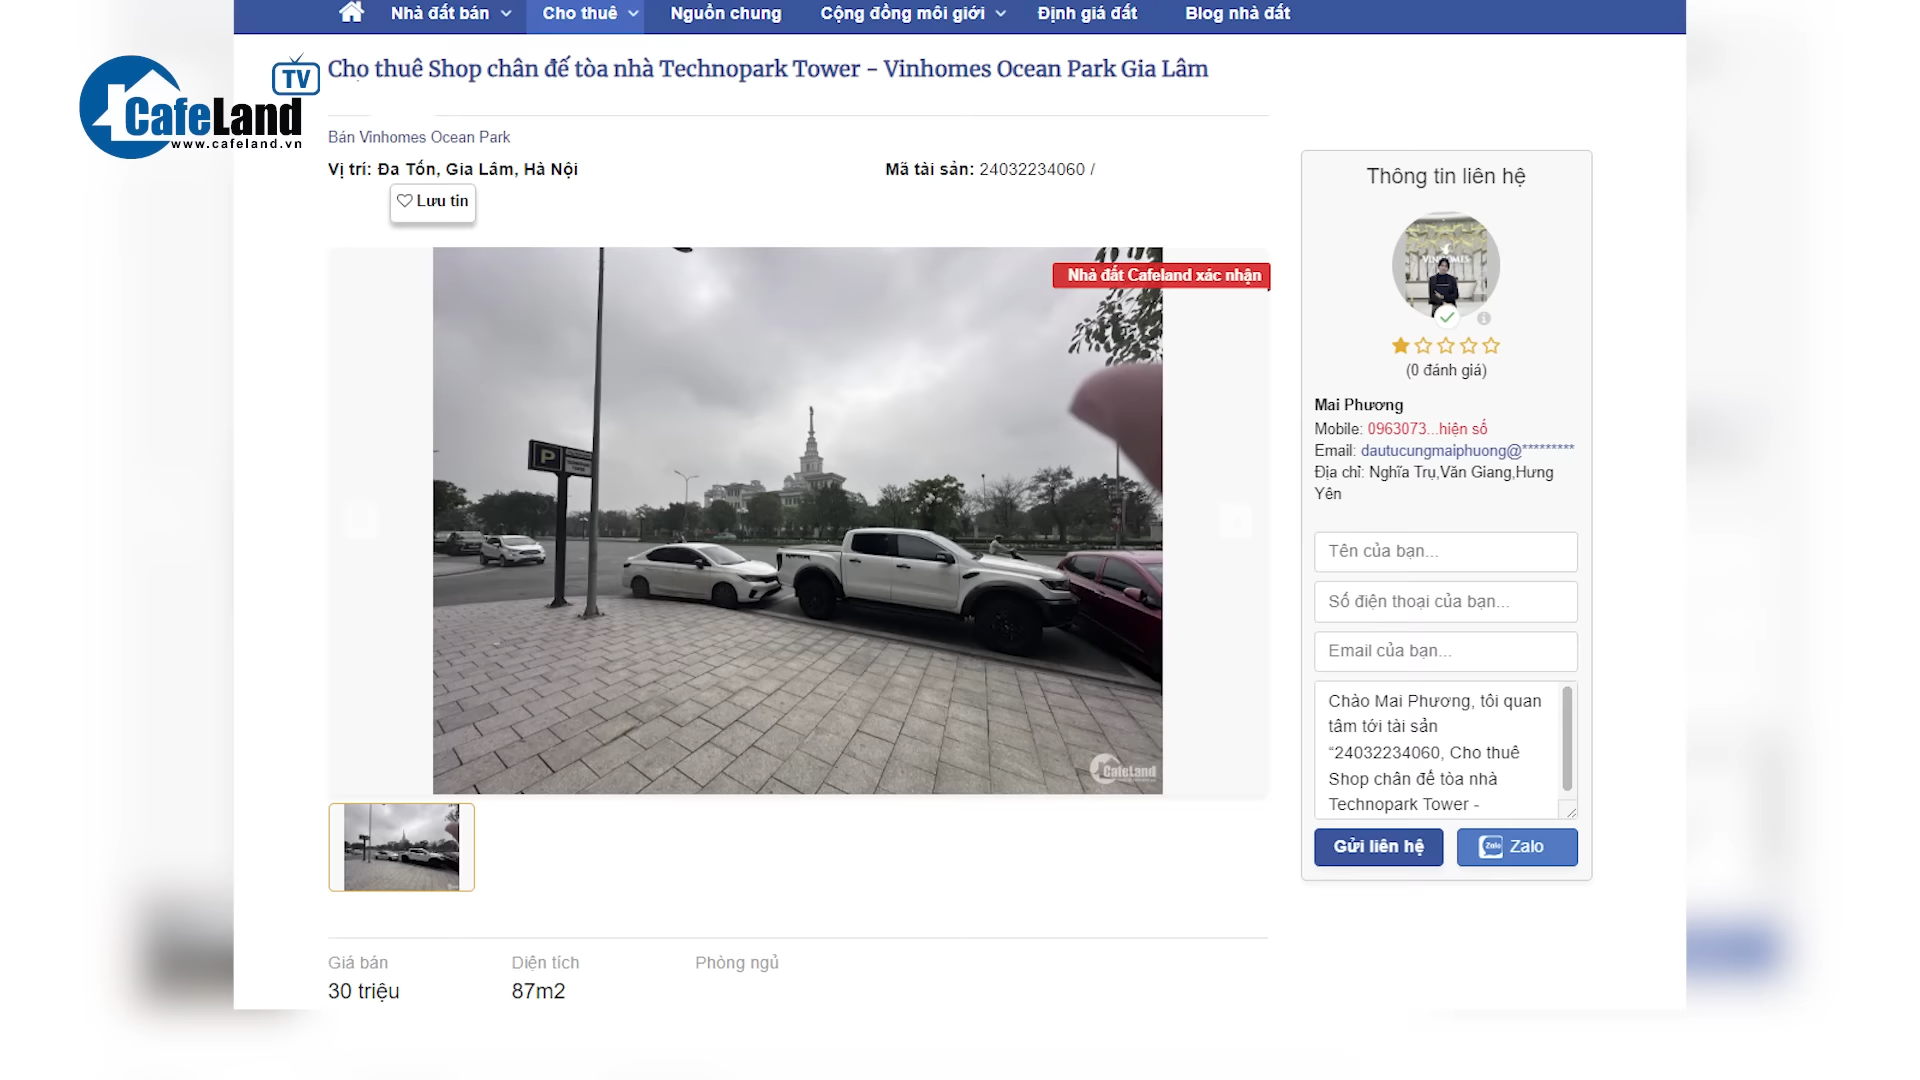 Nhà đất bán
Cho thuê
Nguồn chung
Cộng đồng môi giới
Định giá đất
Blog nhà đất
TV
CafeLand
www.cafeland.vn
Cho thuê Shop chân đế tòa nhà Technopark Tower - Vinhomes Ocean Park Gia Lâm
Bán Vinhomes Ocean Park
Vị trí: Đa Tốn, Gia Lâm, Hà Nội
Mã tài sản: 24032234060 /
Lưu tin
Nhà đất Cafeland xác nhận
P
CafeLand
Giá bán
30 triệu
Diện tích
87m2
Phòng ngủ
Thông tin liên hệ
VINHOMES
(0 đánh giá)
Mai Phương
Mobile: 0963073...hiện số
Email: dautucungmaiphuong@*********
Địa chỉ: Nghĩa Trụ,Văn Giang,Hưng
Yên
Tên của bạn...
Số điện thoại của bạn...
Email của bạn...
Chào Mai Phương, tôi quan
tâm tới tài sản
“24032234060, Cho thuê
Shop chân đế tòa nhà
Technopark Tower -
Gửi liên hệ
Zalo Zalo